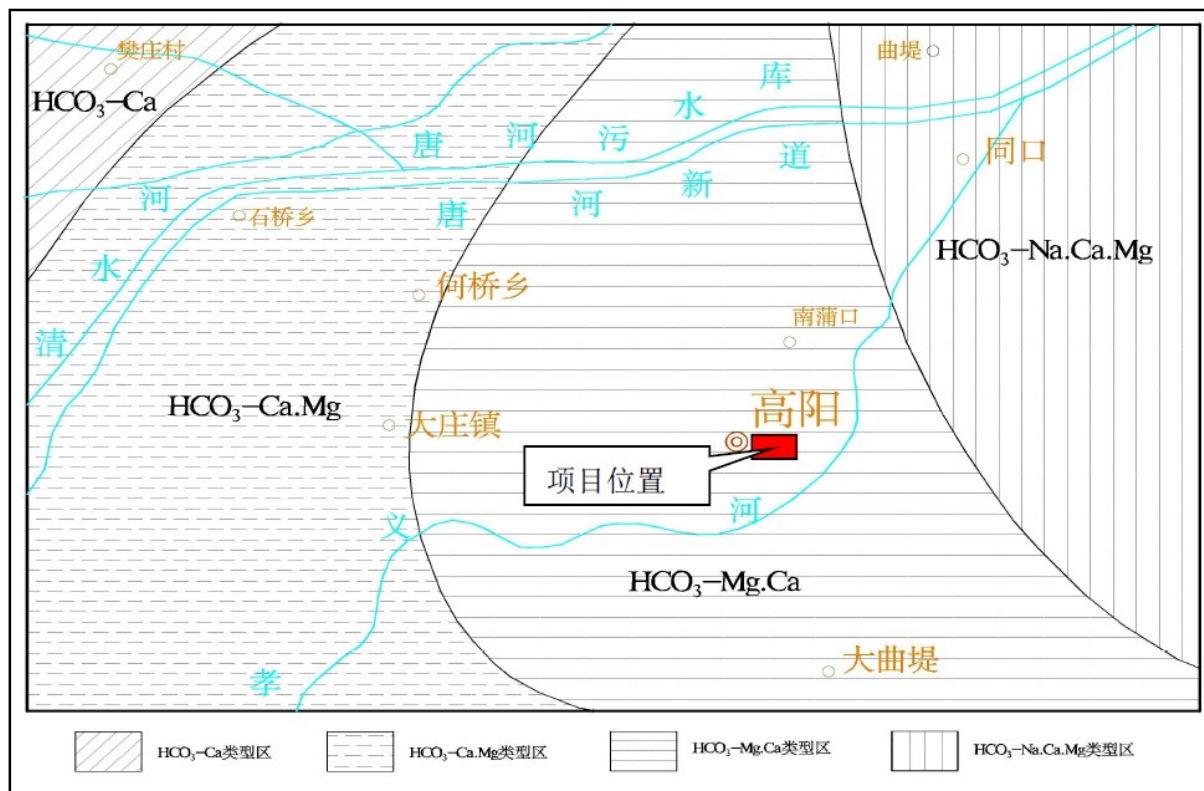 樊庄村
曲堤
HCO₃–Ca
唐河污水库
同口
唐河新道
石桥乡
清水河
HCO₃–Na.Ca.Mg
何桥乡
南蒲口
HCO₃–Ca.Mg
高阳
大庄镇
项目位置
孝义河
HCO₃–Mg.Ca
大曲堤
HCO₃–Ca类型区
HCO₃–Ca.Mg类型区
HCO₃–Mg.Ca类型区
HCO₃–Na.Ca.Mg类型区